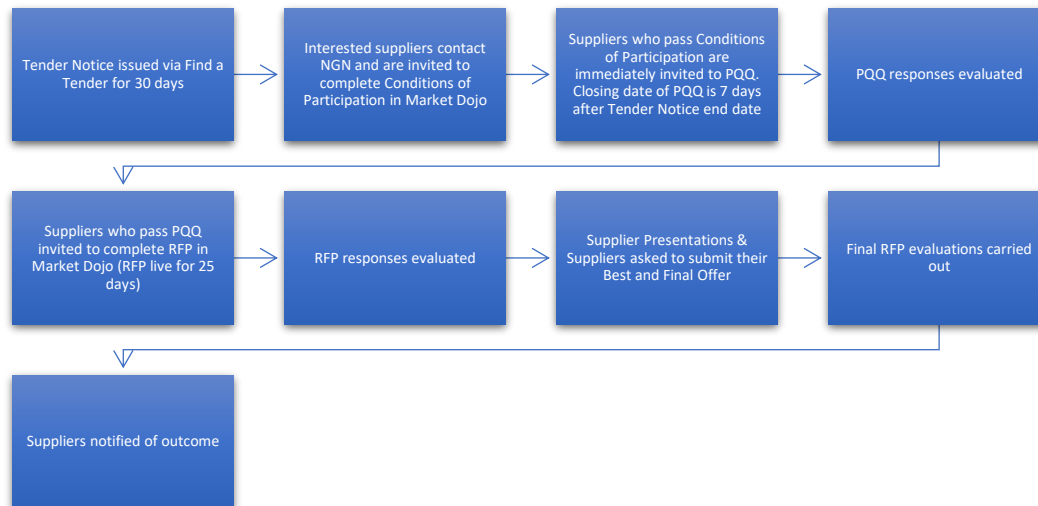 Tender Notice issued via Find a
Tender for 30 days
Interested suppliers contact
NGN and are invited to
complete Conditions of
Participation in Market Dojo
Suppliers who pass Conditions
of Participation are
immediately invited to PQQ.
Closing date of PQQ is 7 days
after Tender Notice end date
PQQ responses evaluated
Suppliers who pass PQQ
invited to complete RFP in
Market Dojo (RFP live for 25
days)
RFP responses evaluated
Supplier Presentations &
Suppliers asked to submit their
Best and Final Offer
Final RFP evaluations carried
out
Suppliers notified of outcome